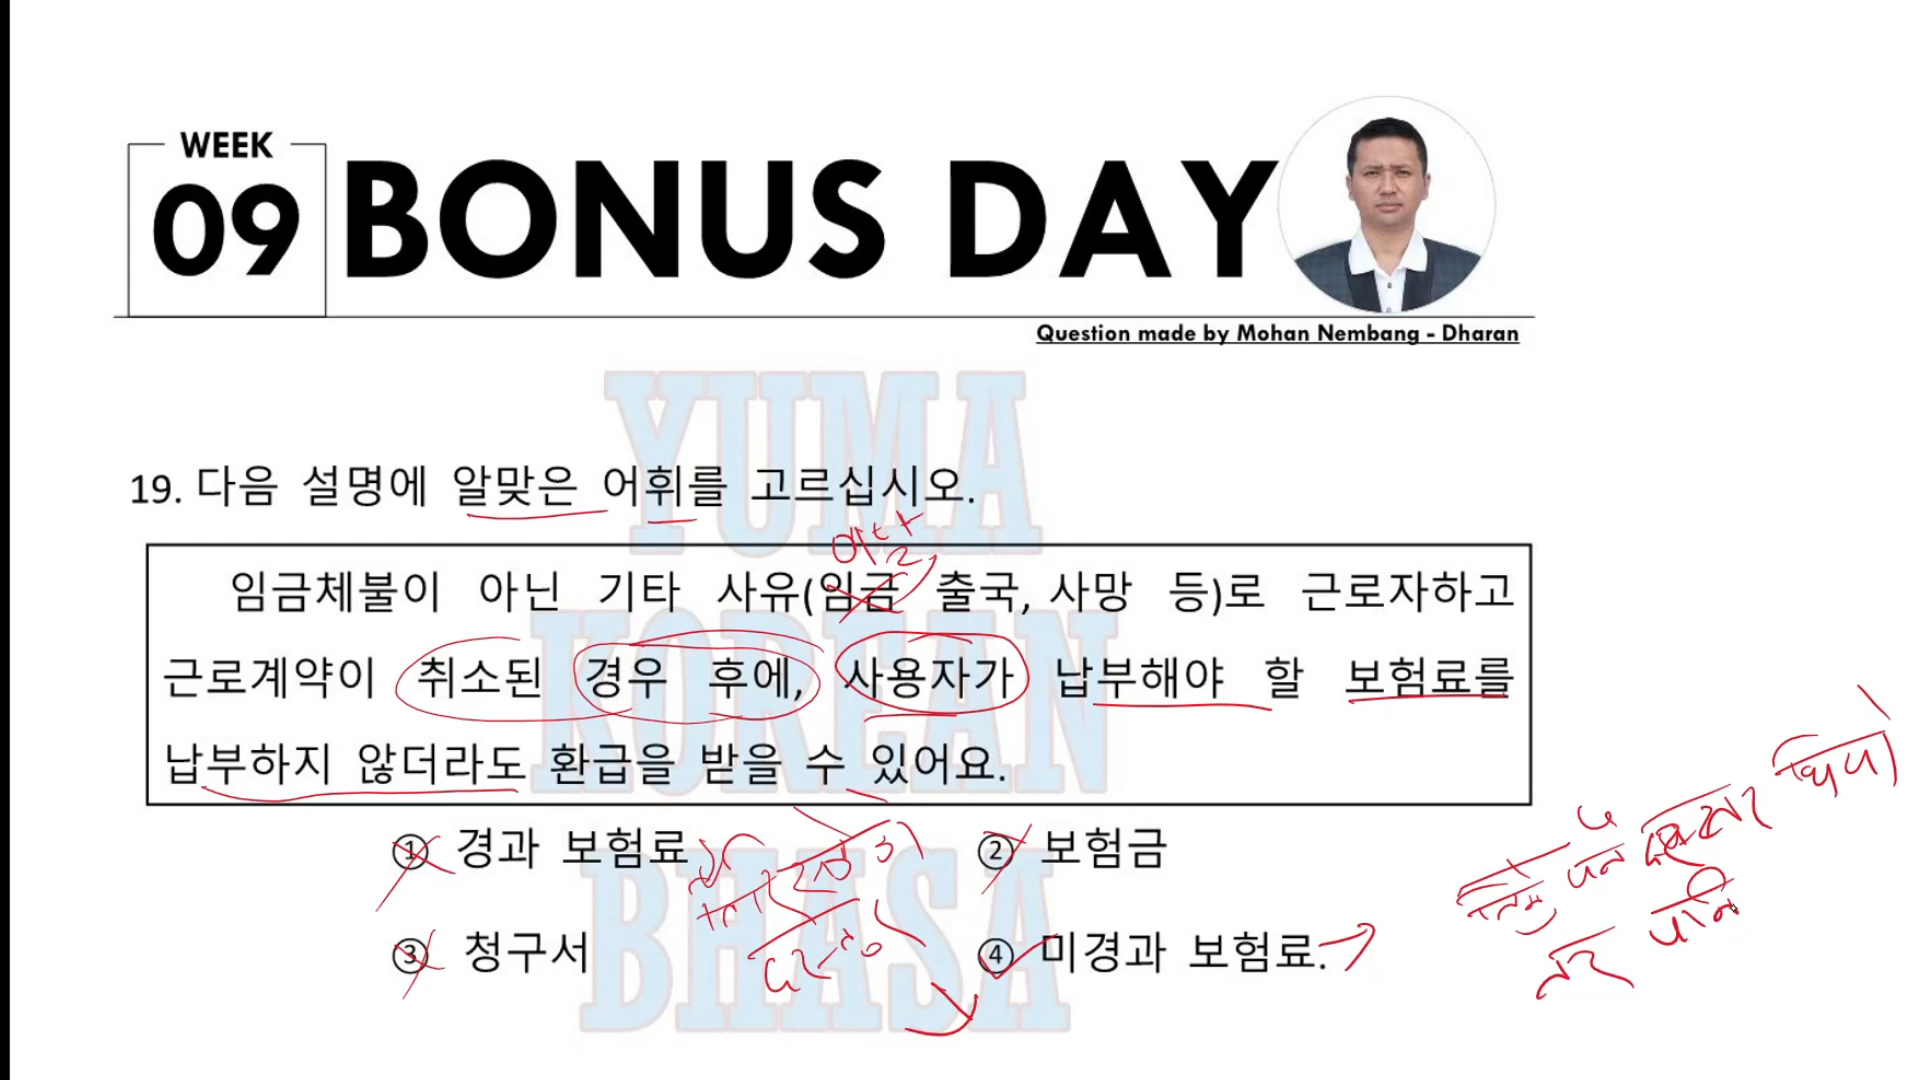 WEEK
09
BONUS DAY
Question made by Mohan Nembang - Dharan
YUMA
KOREAN
BHASA
19. 다음 설명에 알맞은 어휘를 고르십시오.
임금체불이 아닌 기타 사유(임금 출국, 사망 등)로 근로자하고
근로계약이 취소된 경우 후에, 사용자가 납부해야 할 보험료를
납부하지 않더라도 환급을 받을 수 있어요.
① 경과 보험료
② 보험금
③ 청구서
④ 미경과 보험료.